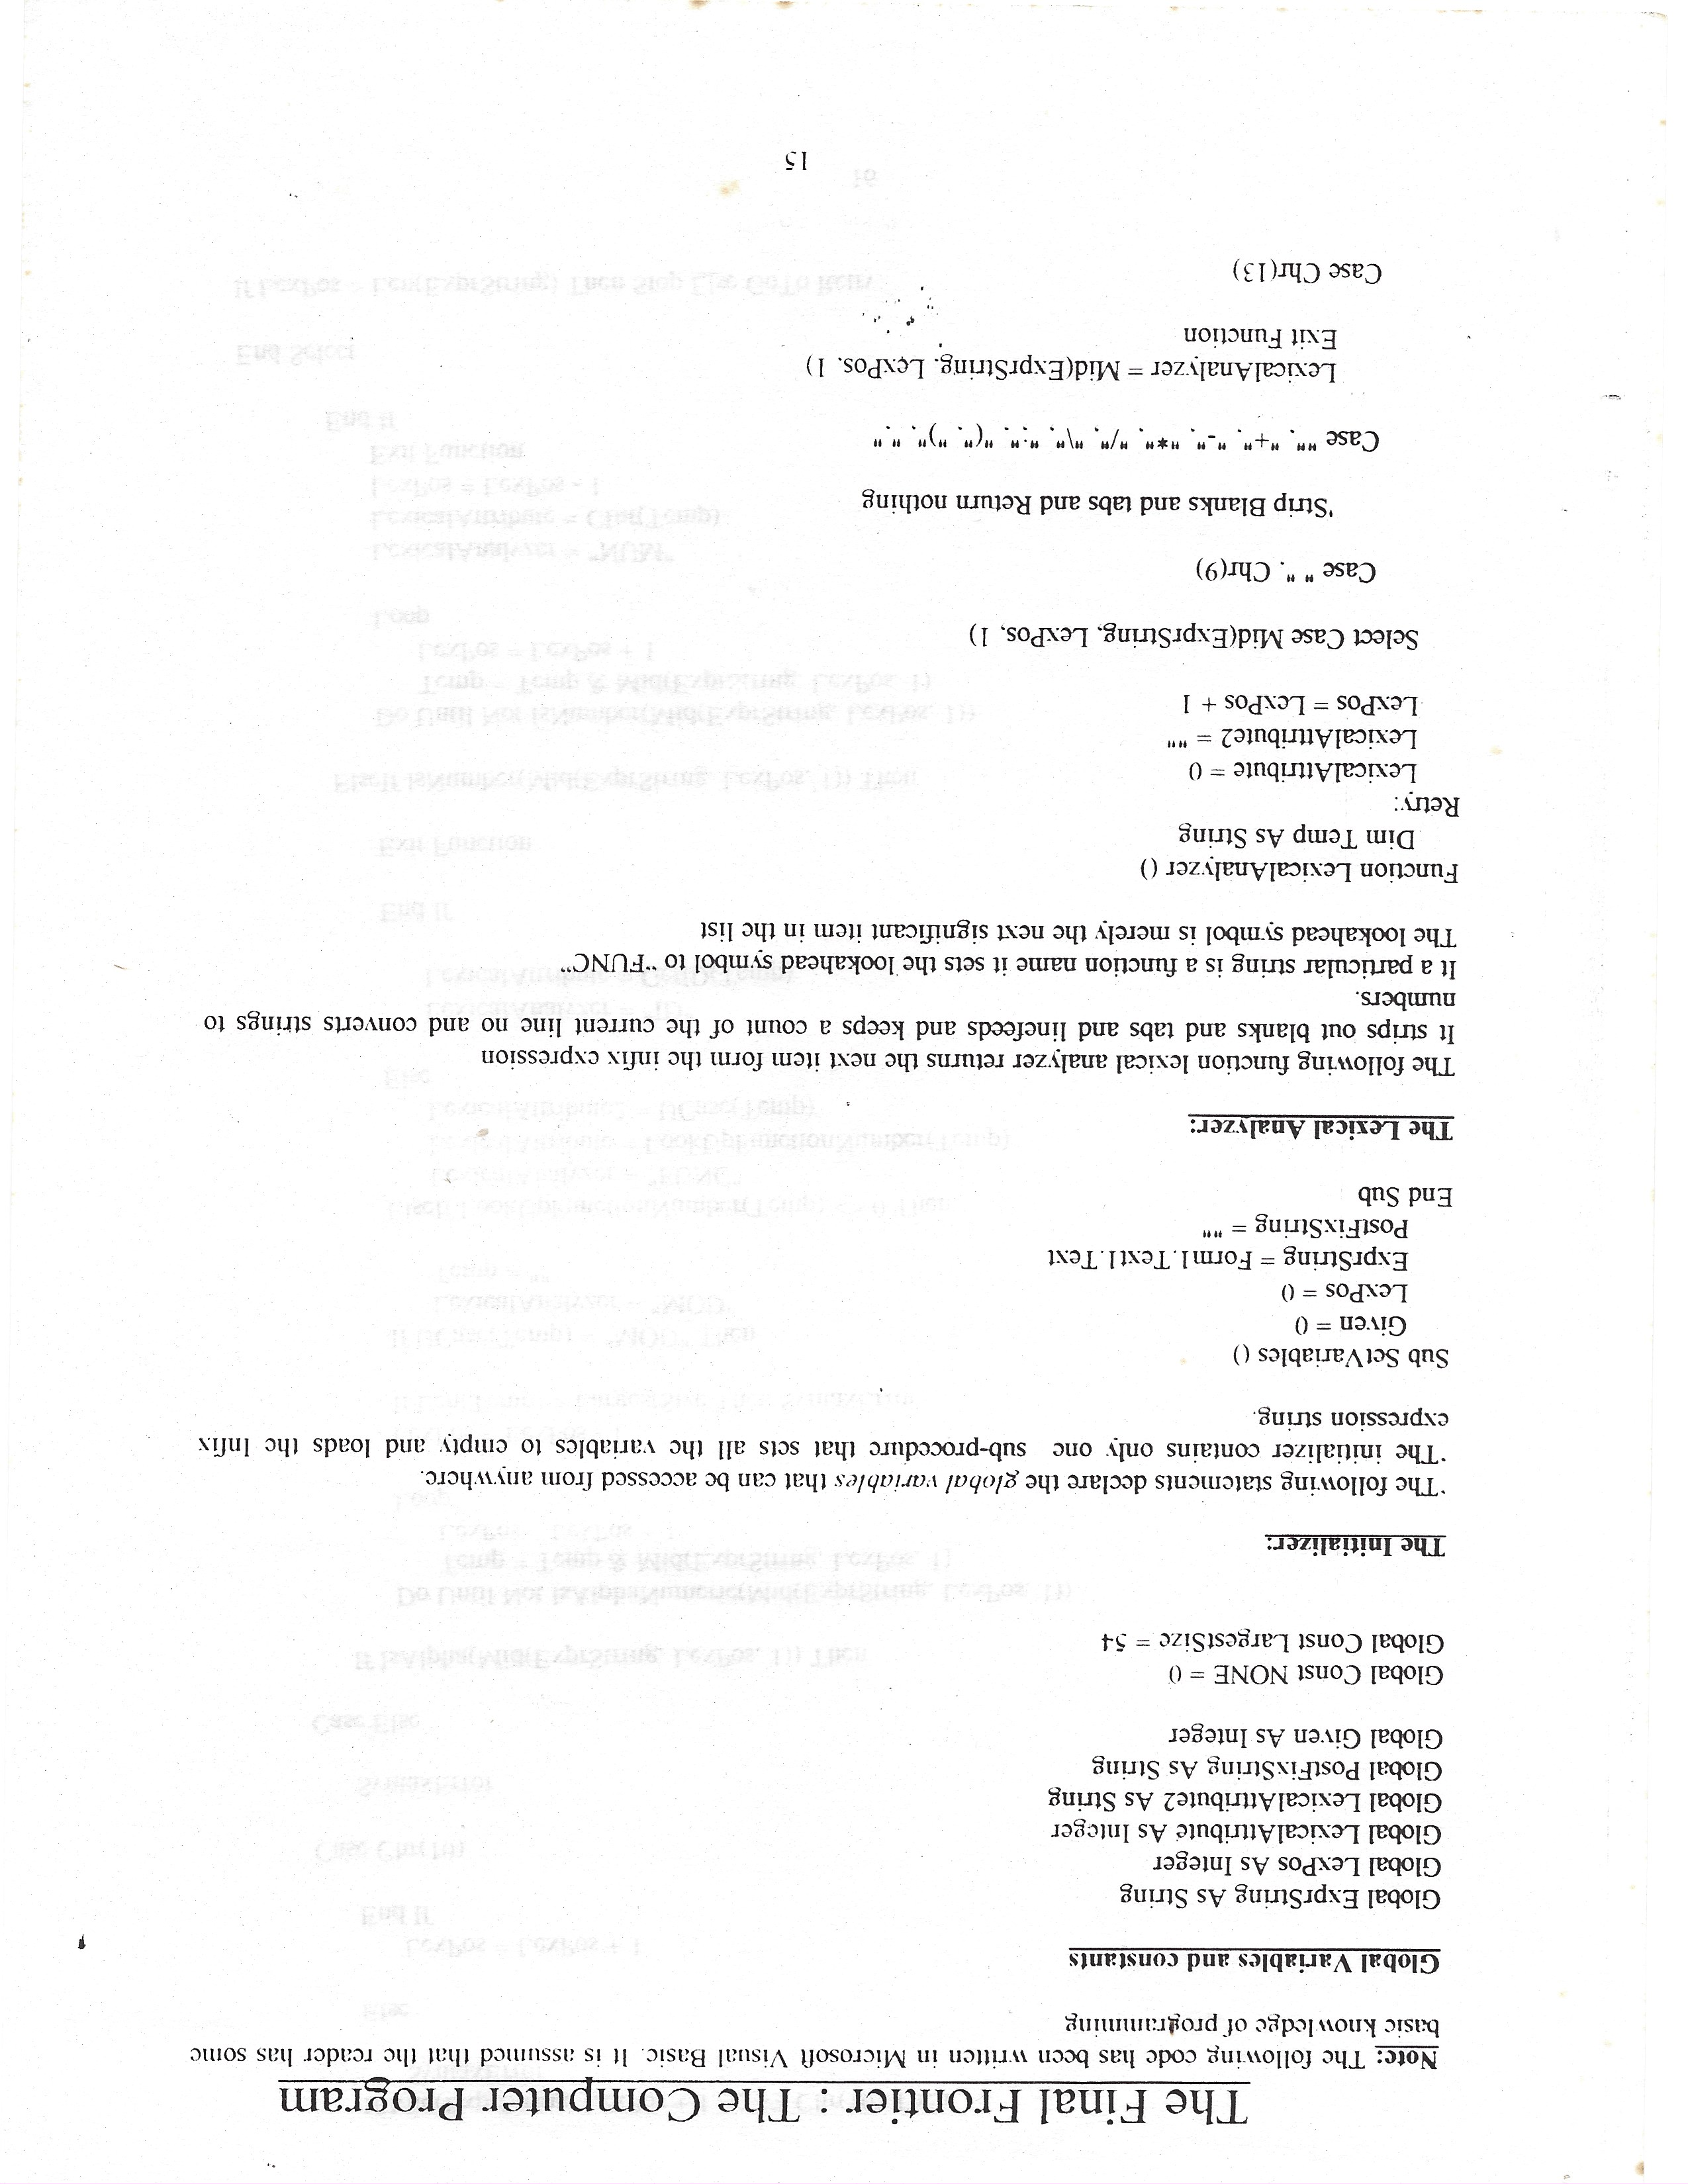 The Final Frontier : The Computer Program
Note: The following code has been written in Microsoft Visual Basic. It is assumed that the reader has some
basic knowledge of programming
Global Variables and constants
Global ExprString As String
Global LexPos As Integer
Global LexicalAttribute As Integer
Global LexicalAttribute2 As String
Global PostFixString As String
Global Given As Integer
Global Const NONE = 0
Global Const LargestSize = 54
The Initializer:
'The following statements declare the global variables that can be accessed from anywhere.
'The initializer contains only one sub-procedure that sets all the variables to empty and loads the Infix
expression string.
Sub SetVariables ()
Given = 0
LexPos = 0
ExprString = Form1.Text1.Text
PostFixString = ""
End Sub
The Lexical Analyzer:
The following function lexical analyzer returns the next item form the infix expression
It strips out blanks and tabs and linefeeds and keeps a count of the current line no and converts strings to
numbers.
It a particular string is a function name it sets the lookahead symbol to "FUNC"
The lookahead symbol is merely the next significant item in the list
Function LexicalAnalyzer ()
Dim Temp As String
Retry:
LexicalAttribute = 0
LexicalAttribute2 = ""
LexPos = LexPos + 1
Select Case Mid(ExprString, LexPos, 1)
Case " ", Chr(9)
'Strip Blanks and tabs and Return nothing
Case "", "+", "-", "*", "/", "\", ";", "(", ")", "."
LexicalAnalyzer = Mid(ExprString, LexPos, 1)
Exit Function
Case Chr(13)
15